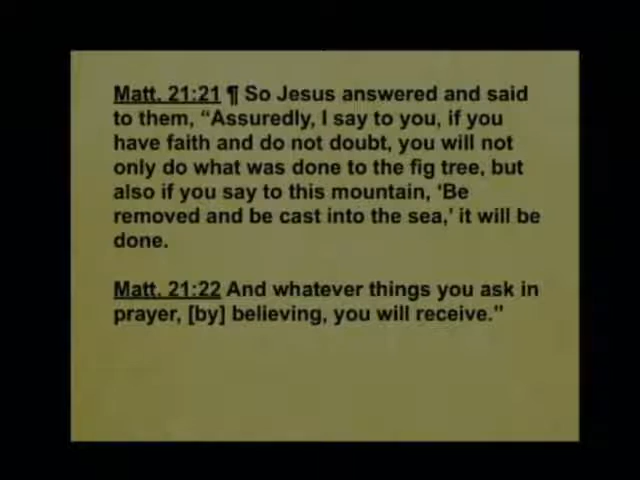 Matt. 21:21 ¶ So Jesus answered and said
to them, “Assuredly, I say to you, if you
have faith and do not doubt, you will not
only do what was done to the fig tree, but
also if you say to this mountain, ‘Be
removed and be cast into the sea,’ it will be
done.
Matt. 21:22 And whatever things you ask in
prayer, [by] believing, you will receive.”